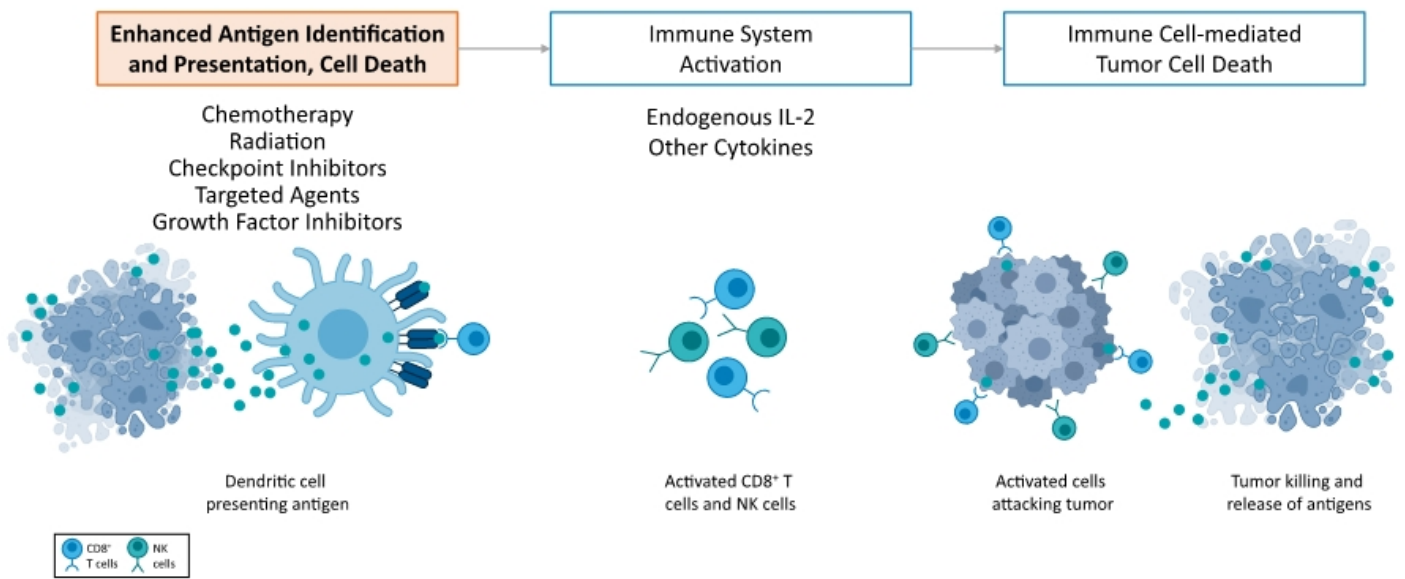 Enhanced Antigen Identification
and Presentation, Cell Death
Immune System
Activation
Immune Cell-mediated
Tumor Cell Death
Chemotherapy
Radiation
Checkpoint Inhibitors
Targeted Agents
Growth Factor Inhibitors
Endogenous IL-2
Other Cytokines
Dendritic cell
presenting antigen
Activated CD8⁺ T
cells and NK cells
Activated cells
attacking tumor
Tumor killing and
release of antigens
CD8⁺
T cells
NK
cells